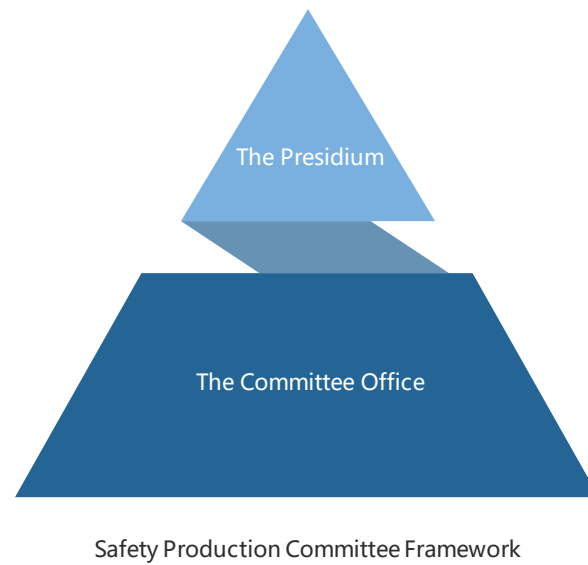 The Presidium
The Committee Office
Safety Production Committee Framework